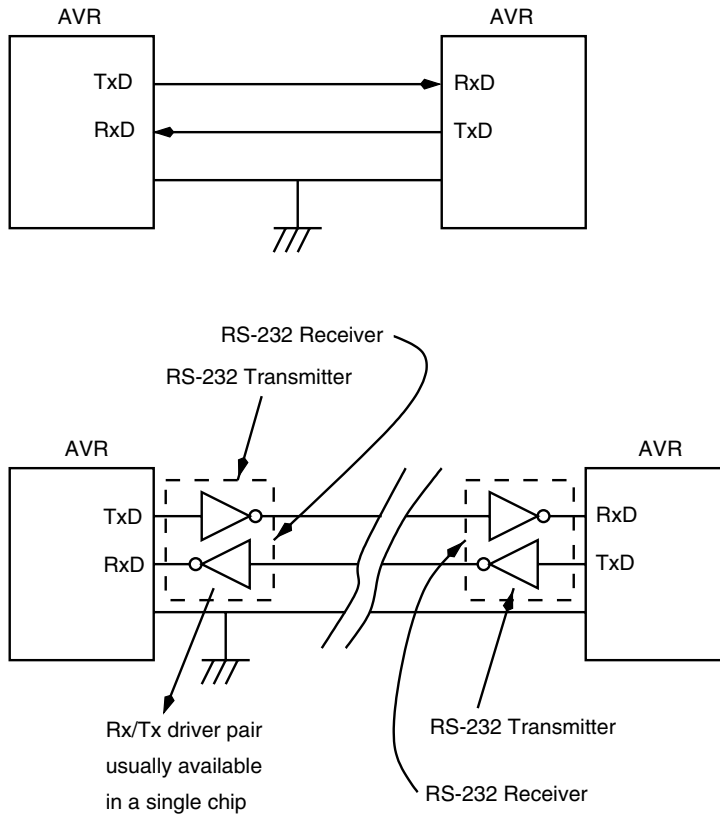 AVR
AVR
TxD
RxD
RxD
TxD
RS-232 Receiver
RS-232 Transmitter
AVR
AVR
TxD
RxD
RxD
TxD
Rx/Tx driver pair
usually available
in a single chip
RS-232 Transmitter
RS-232 Receiver